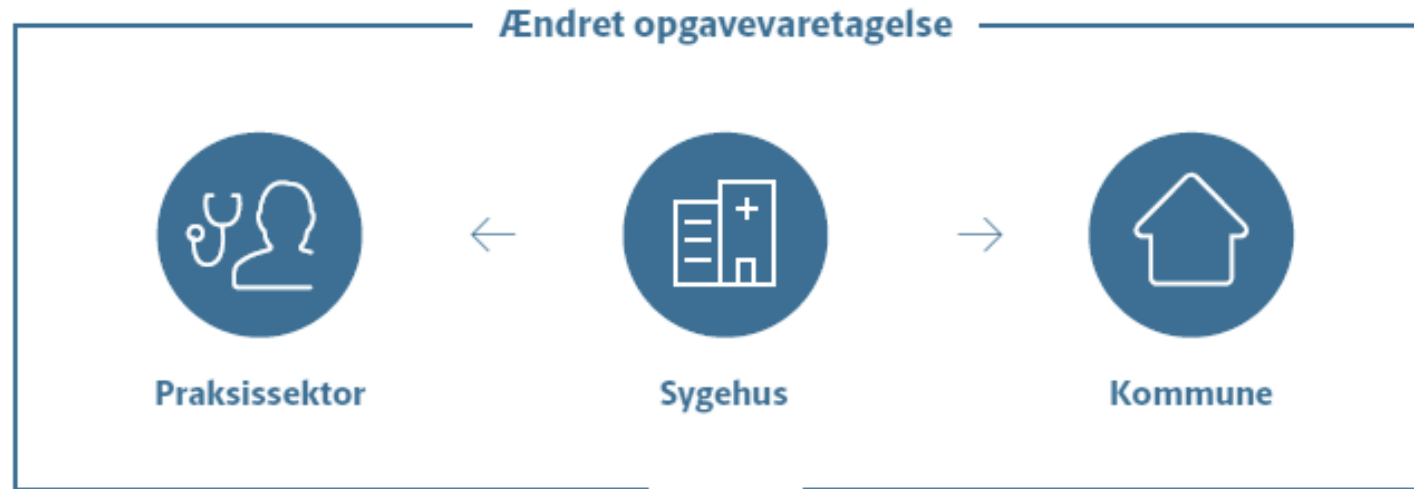 Ændret opgavevaretagelse
Praksissektor
Sygehus
Kommune